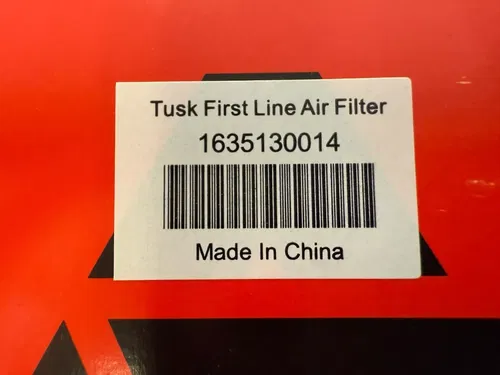 Tusk First Line Air Filter
1635130014
Made In China